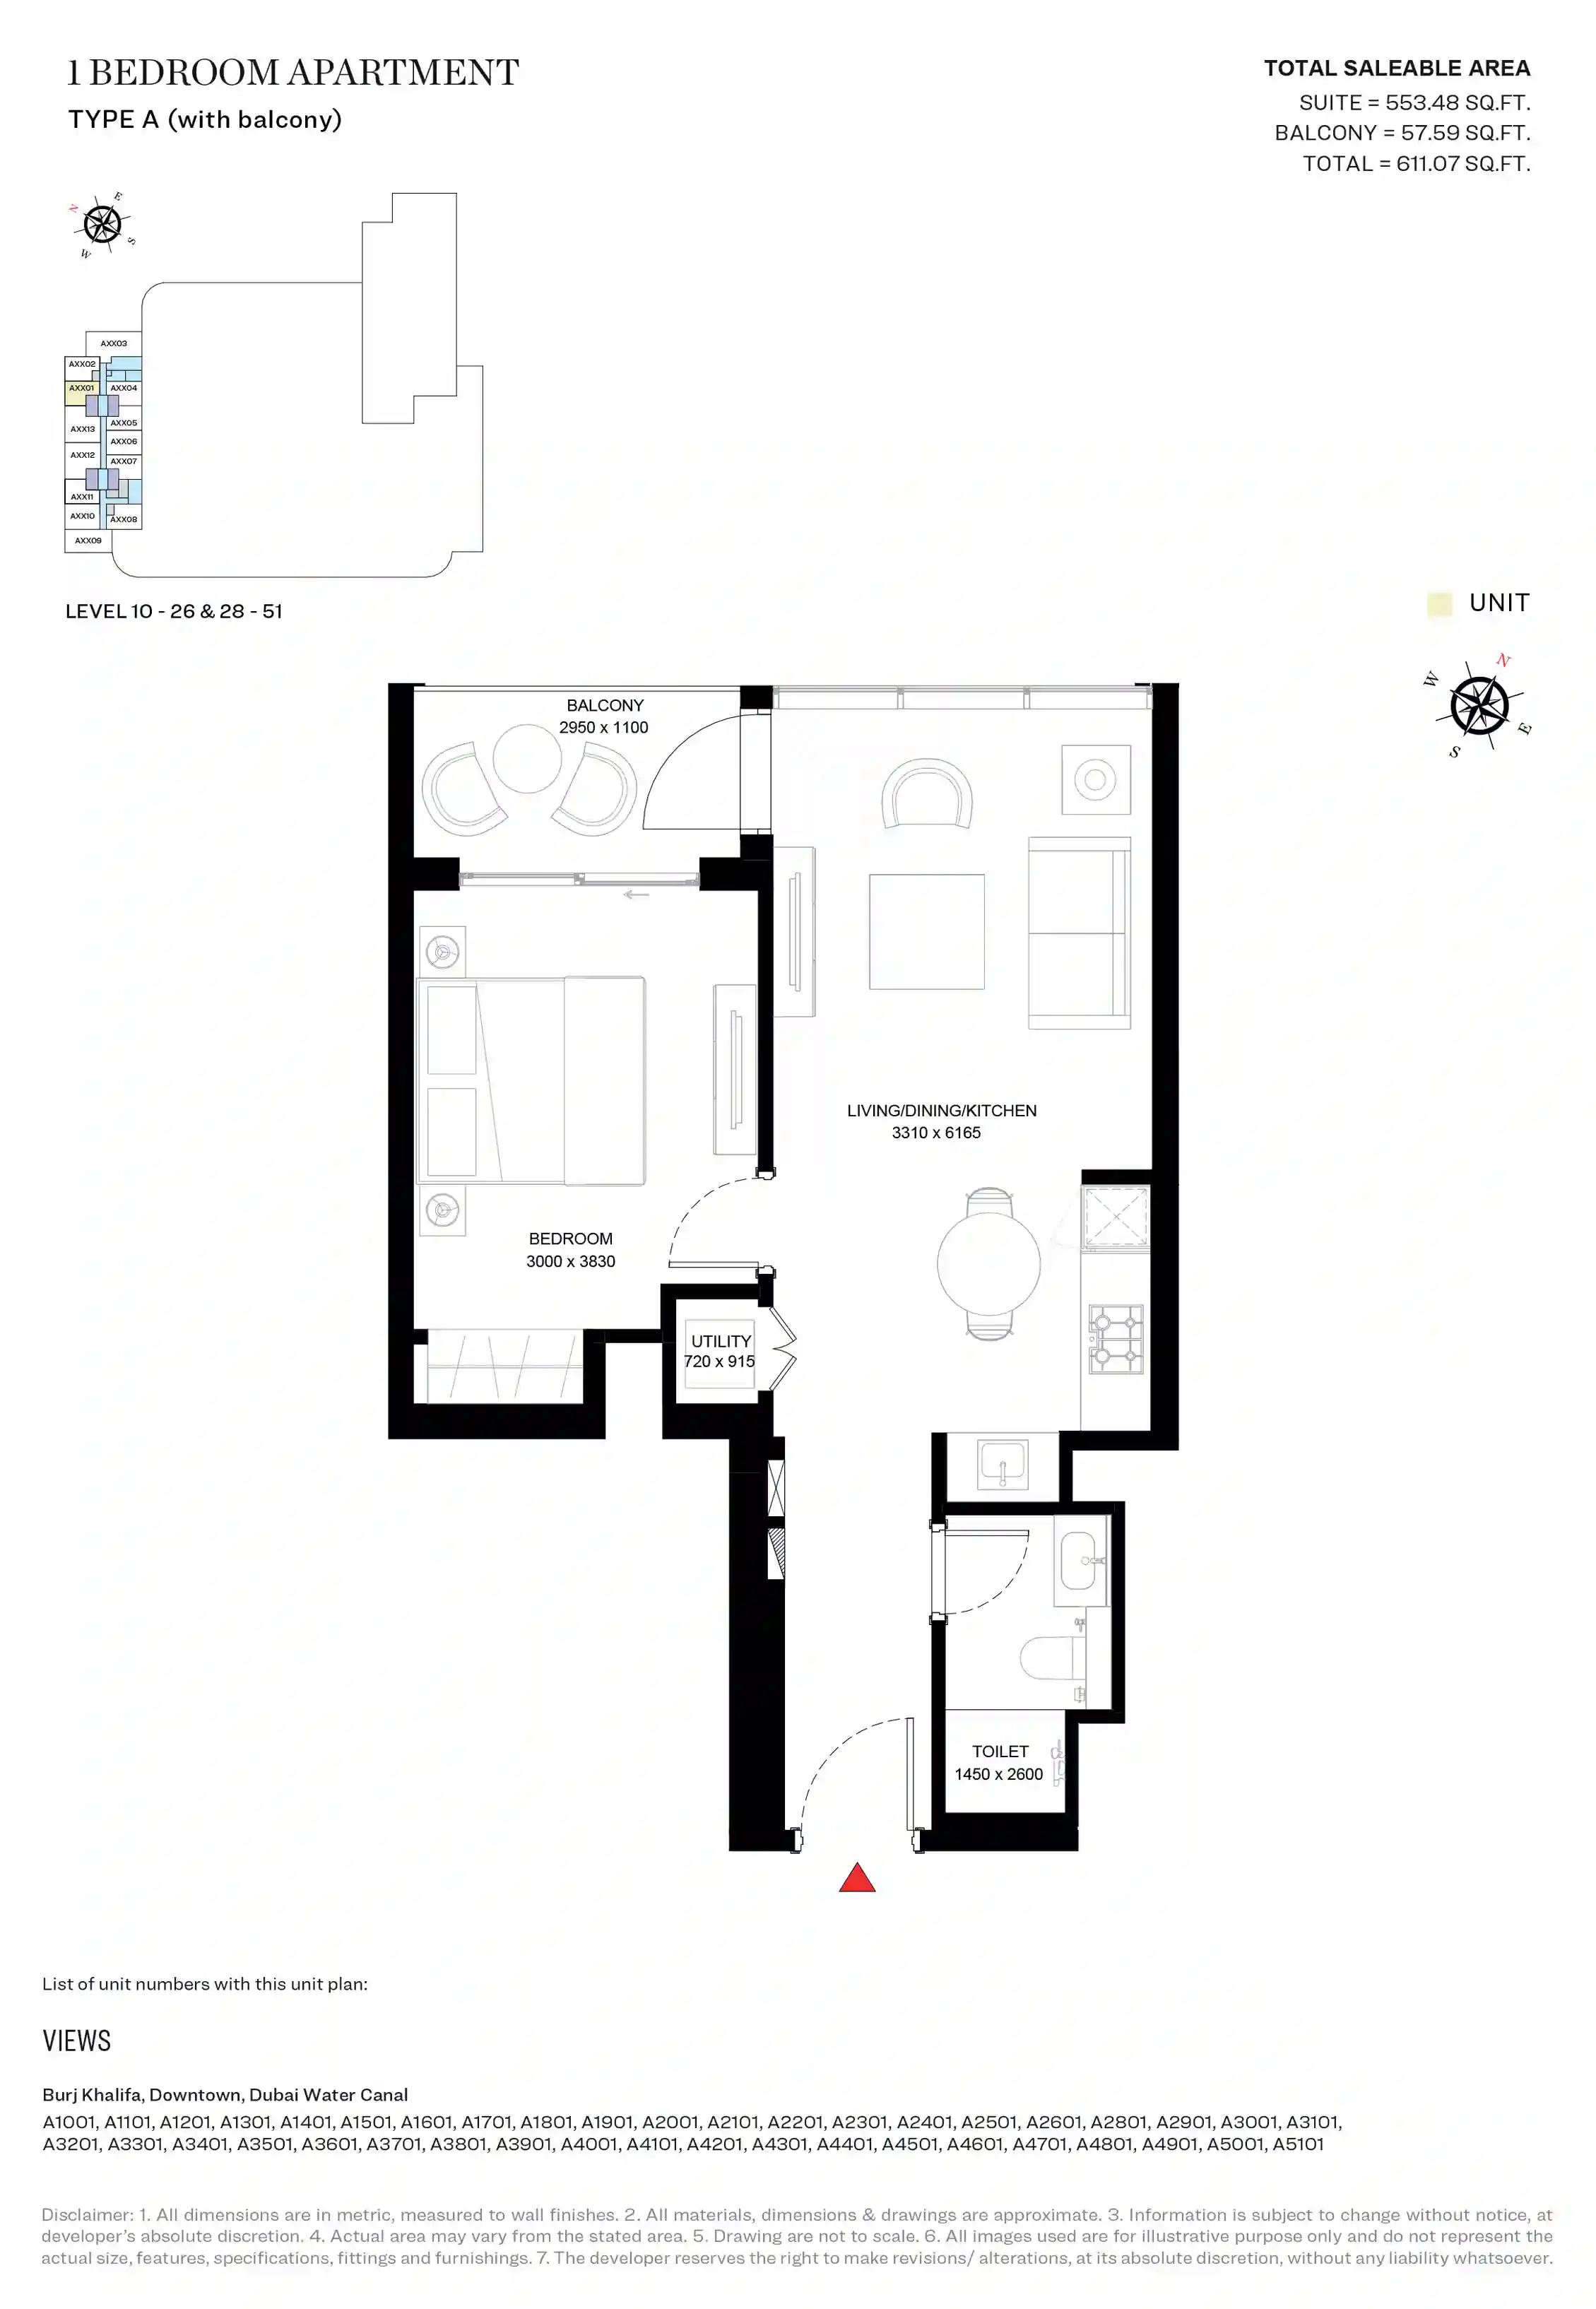 1 BEDROOM APARTMENT
TYPE A (with balcony)
TOTAL SALEABLE AREA
SUITE = 553.48 SQ.FT.
BALCONY = 57.59 SQ.FT.
TOTAL = 611.07 SQ.FT.
N
E
S
W
AXX03
AXX02
AXX01
AXX04
AXX05
AXX13
AXX06
AXX12
AXX07
AXX11
AXX10
AXX08
AXX09
LEVEL 10 - 26 & 28 - 51
UNIT
N
W
E
S
BALCONY
2950 x 1100
LIVING/DINING/KITCHEN
3310 x 6165
BEDROOM
3000 x 3830
UTILITY
720 x 915
TOILET
1450 x 2600
List of unit numbers with this unit plan:
VIEWS
Burj Khalifa, Downtown, Dubai Water Canal
A1001, A1101, A1201, A1301, A1401, A1501, A1601, A1701, A1801, A1901, A2001, A2101, A2201, A2301, A2401, A2501, A2601, A2801, A2901, A3001, A3101,
A3201, A3301, A3401, A3501, A3601, A3701, A3801, A3901, A4001, A4101, A4201, A4301, A4401, A4501, A4601, A4701, A4801, A4901, A5001, A5101
Disclaimer: 1. All dimensions are in metric, measured to wall finishes. 2. All materials, dimensions & drawings are approximate. 3. Information is subject to change without notice, at
developer's absolute discretion. 4. Actual area may vary from the stated area. 5. Drawing are not to scale. 6. All images used are for illustrative purpose only and do not represent the
actual size, features, specifications, fittings and furnishings. 7. The developer reserves the right to make revisions/ alterations, at its absolute discretion, without any liability whatsoever.